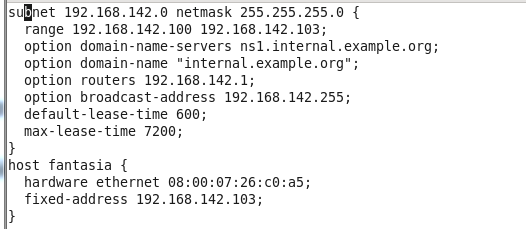 subnet 192.168.142.0 netmask 255.255.255.0 {
  range 192.168.142.100 192.168.142.103;
  option domain-name-servers ns1.internal.example.org;
  option domain-name "internal.example.org";
  option routers 192.168.142.1;
  option broadcast-address 192.168.142.255;
  default-lease-time 600;
  max-lease-time 7200;
}
host fantasia {
  hardware ethernet 08:00:07:26:c0:a5;
  fixed-address 192.168.142.103;
}